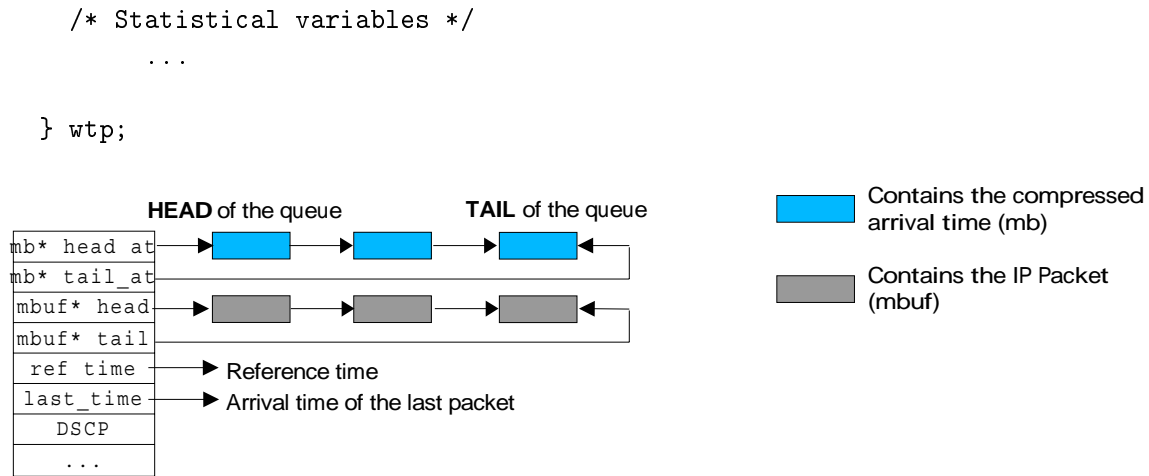 /* Statistical variables */
...
} wtp;
HEAD of the queue
TAIL of the queue
mb* head at
mb* tail_at
mbuf* head
mbuf* tail
ref time
Reference time
last_time
Arrival time of the last packet
DSCP
...
Contains the compressed
arrival time (mb)
Contains the IP Packet
(mbuf)